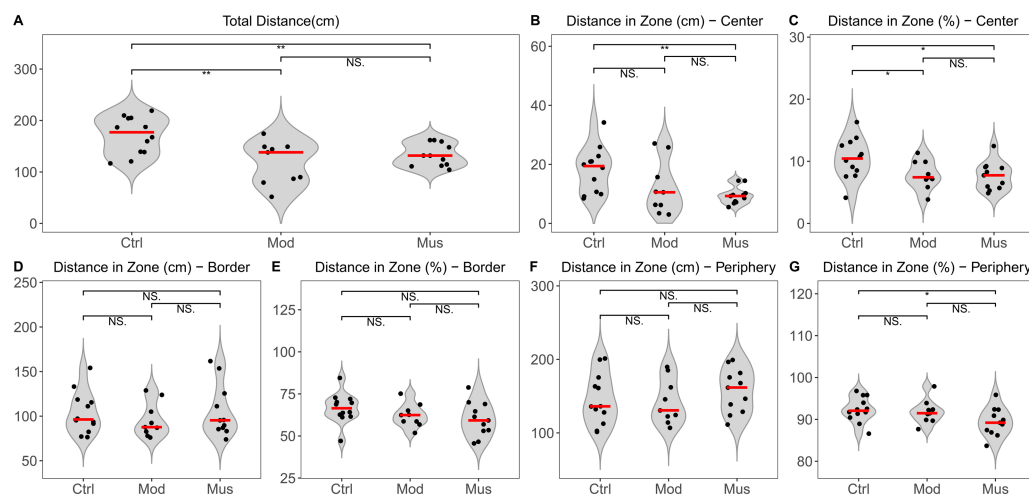 A Total Distance(cm)
300
200
100
0
**
**
NS.
Ctrl Mod Mus
B Distance in Zone (cm) − Center
60
40
20
0
**
NS.
NS.
Ctrl Mod Mus
C Distance in Zone (%) − Center
30
20
10
0
*
*
NS.
Ctrl Mod Mus
D Distance in Zone (cm) − Border
250
200
150
100
50
NS.
NS.
NS.
Ctrl Mod Mus
E Distance in Zone (%) − Border
125
100
75
50
25
NS.
NS.
NS.
Ctrl Mod Mus
F Distance in Zone (cm) − Periphery
300
200
100
NS.
NS.
NS.
Ctrl Mod Mus
G Distance in Zone (%) − Periphery
120
110
100
90
80
*
NS.
NS.
Ctrl Mod Mus